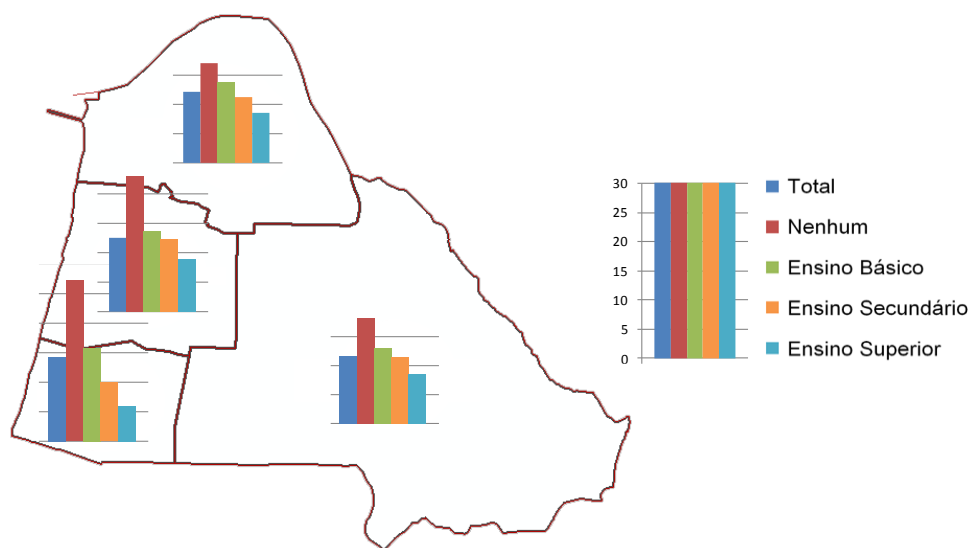 30
25
20
15
10
5
0
Total
Nenhum
Ensino Básico
Ensino Secundário
Ensino Superior